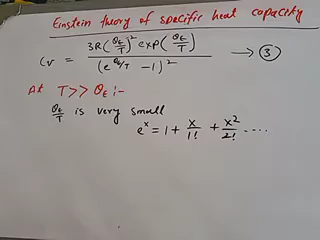 Einstein theory of specific heat capacity
Cv = 3R(θE/T)² exp(θE/T) / (e^θE/T − 1)² → ③
At T>> θE :-
θE/T is very small
e^x = 1 + x/1! + x²/2! ....